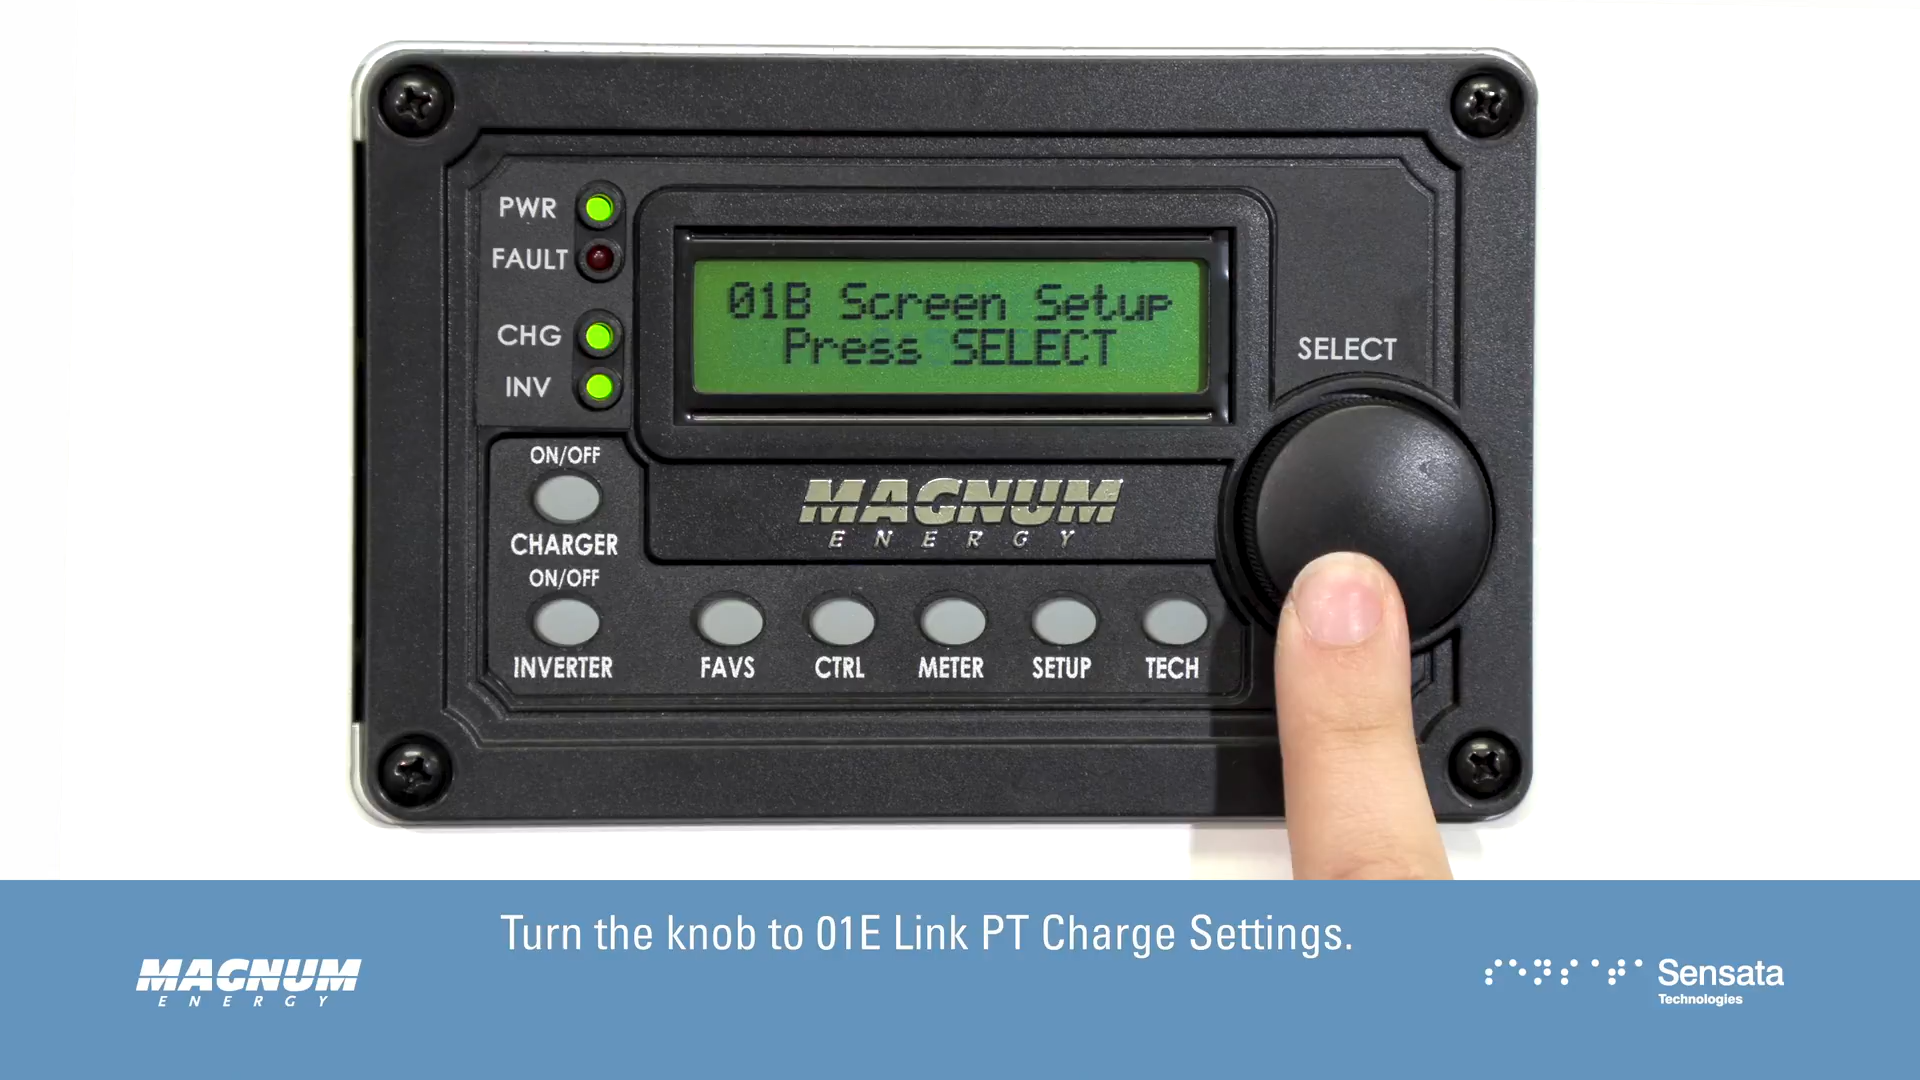 PWR
FAULT
CHG
INV
01B Screen Setup
Press SELECT
SELECT
ON/OFF
CHARGER
ON/OFF
INVERTER
MAGNUM
ENERGY
FAVS
CTRL
METER
SETUP
TECH
Turn the knob to 01E Link PT Charge Settings.
MAGNUM
ENERGY
Sensata
Technologies